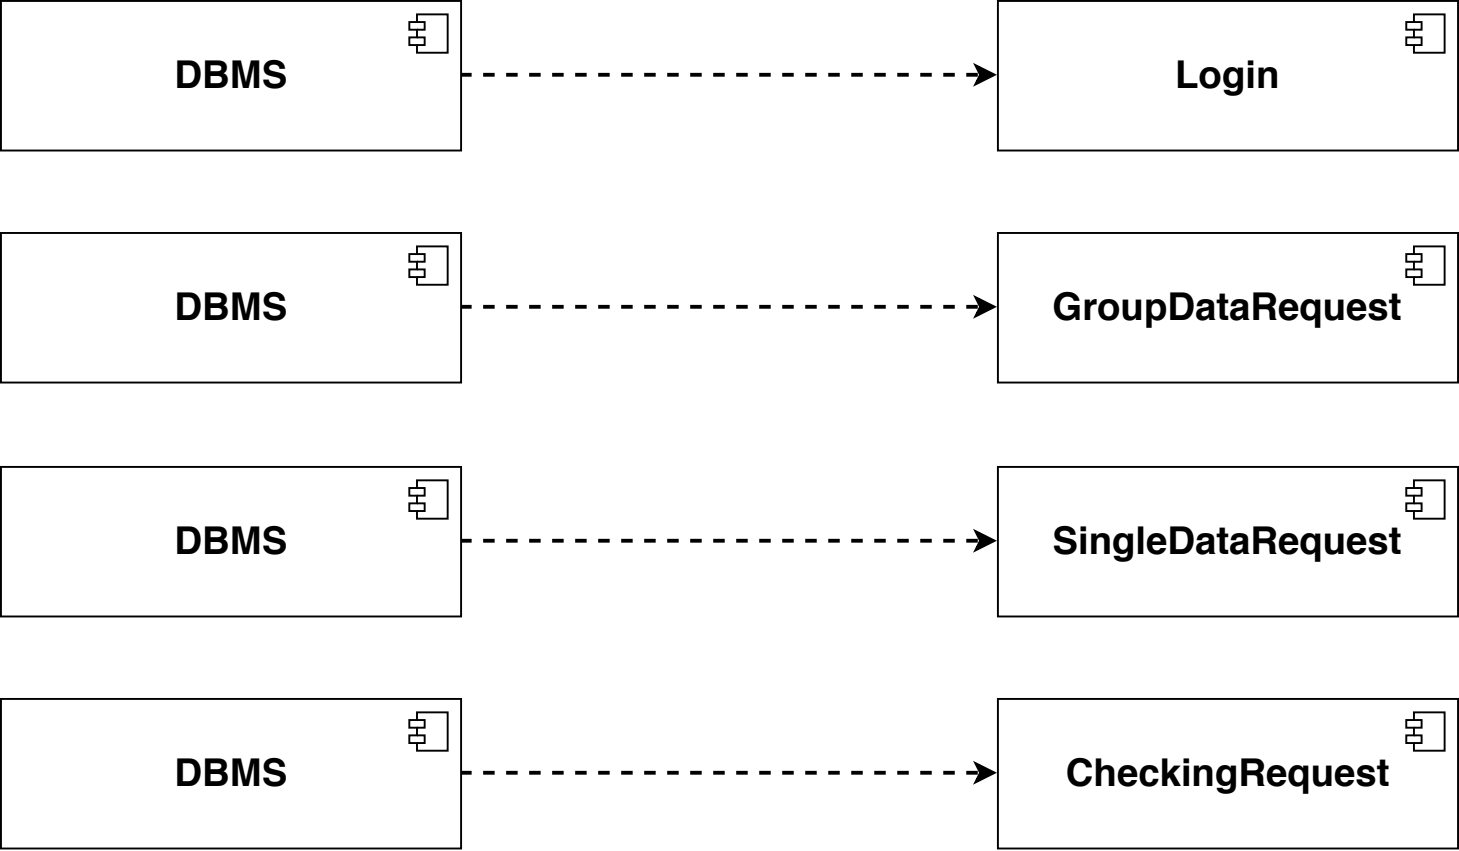 DBMS
Login
DBMS
GroupDataRequest
DBMS
SingleDataRequest
DBMS
CheckingRequest